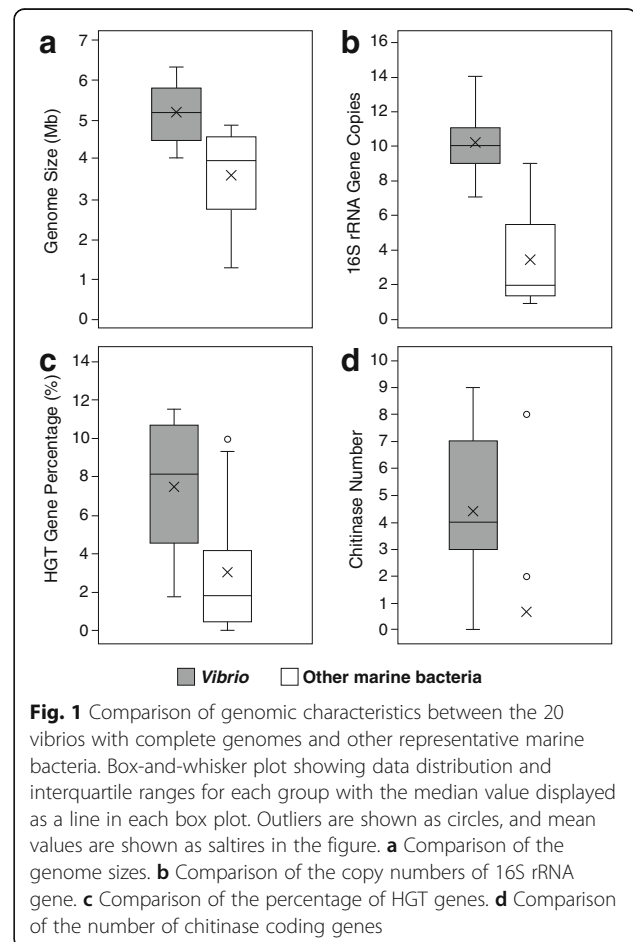 a
b
7
6
5
4
3
2
1
0
Genome Size (Mb)
16
14
12
10
8
6
4
2
0
16S rRNA Gene Copies
c
d
14
12
10
8
6
4
2
0
HGT Gene Percentage (%)
10
9
8
7
6
5
4
3
2
1
0
Chitinase Number
Vibrio Other marine bacteria
Fig. 1 Comparison of genomic characteristics between the 20
vibrios with complete genomes and other representative marine
bacteria. Box-and-whisker plot showing data distribution and
interquartile ranges for each group with the median value displayed
as a line in each box plot. Outliers are shown as circles, and mean
values are shown as saltires in the figure. a Comparison of the
genome sizes. b Comparison of the copy numbers of 16S rRNA
gene. c Comparison of the percentage of HGT genes. d Comparison
of the number of chitinase coding genes